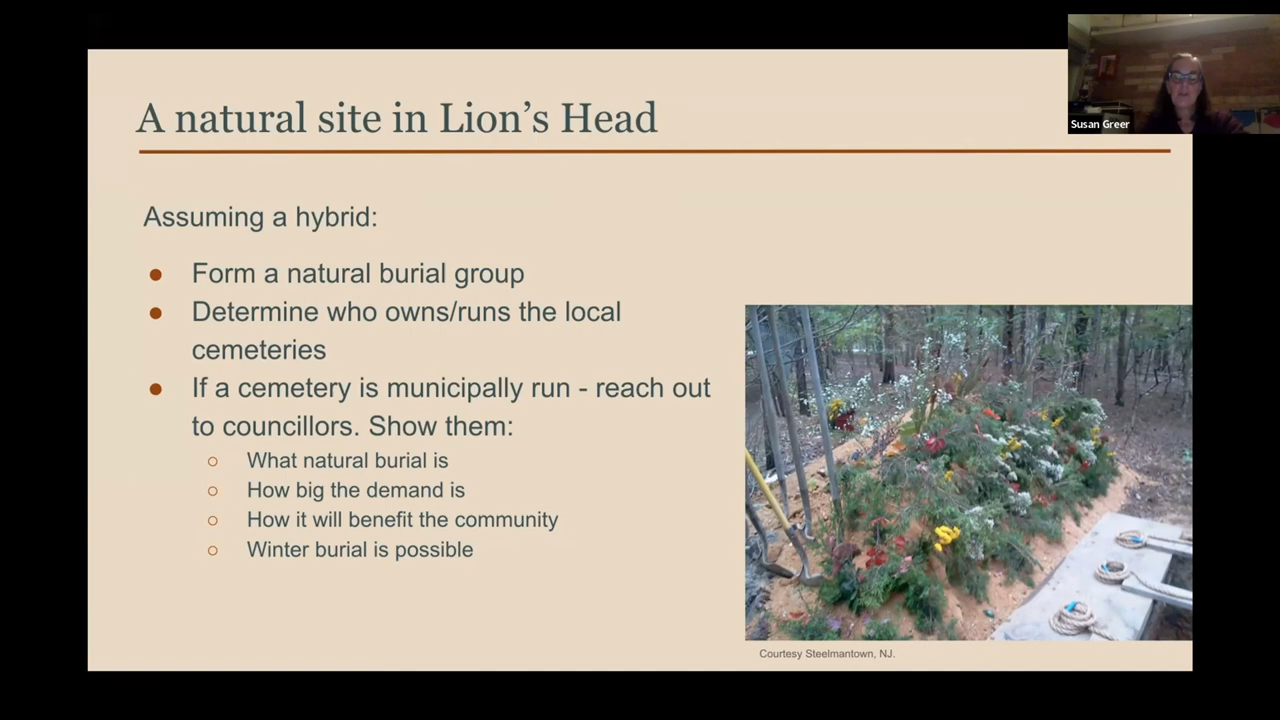 A natural site in Lion's Head
Susan Greer
Assuming a hybrid:
● Form a natural burial group
● Determine who owns/runs the local
cemeteries
● If a cemetery is municipally run - reach out
to councillors. Show them:
○ What natural burial is
○ How big the demand is
○ How it will benefit the community
○ Winter burial is possible
Courtesy Steelmantown, NJ.